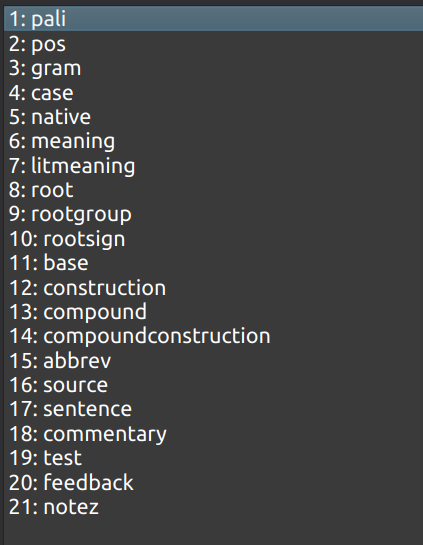 1: pali
2: pos
3: gram
4: case
5: native
6: meaning
7: litmeaning
8: root
9: rootgroup
10: rootsign
11: base
12: construction
13: compound
14: compoundconstruction
15: abbrev
16: source
17: sentence
18: commentary
19: test
20: feedback
21: notez